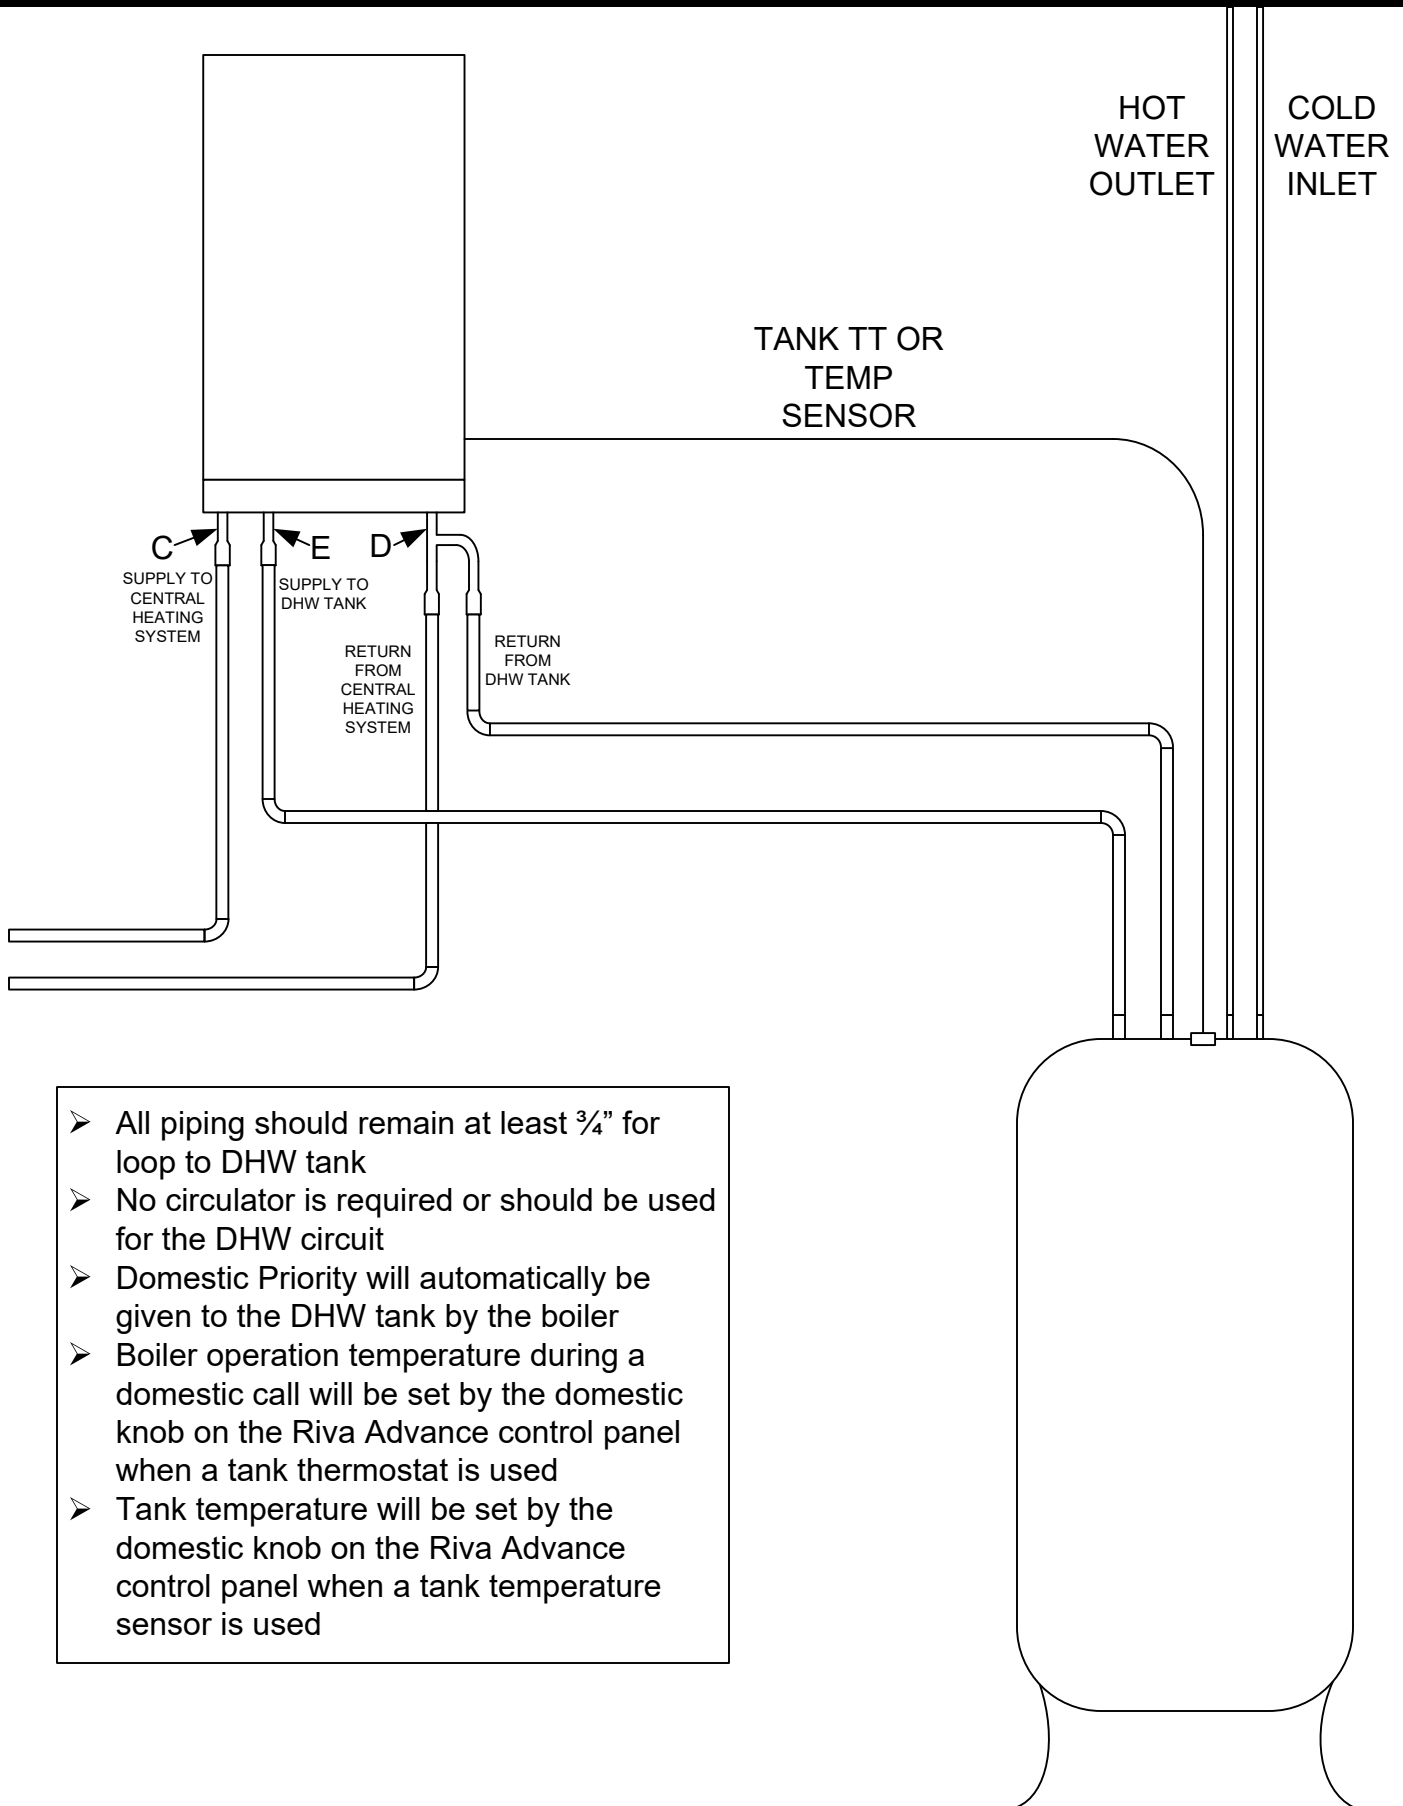 HOT
WATER
OUTLET
COLD
WATER
INLET
TANK TT OR
TEMP
SENSOR
C
E
D
SUPPLY TO
CENTRAL
HEATING
SYSTEM
SUPPLY TO
DHW TANK
RETURN
FROM
CENTRAL
HEATING
SYSTEM
RETURN
FROM
DHW TANK
➢ All piping should remain at least ¾” for
loop to DHW tank
➢ No circulator is required or should be used
for the DHW circuit
➢ Domestic Priority will automatically be
given to the DHW tank by the boiler
➢ Boiler operation temperature during a
domestic call will be set by the domestic
knob on the Riva Advance control panel
when a tank thermostat is used
➢ Tank temperature will be set by the
domestic knob on the Riva Advance
control panel when a tank temperature
sensor is used